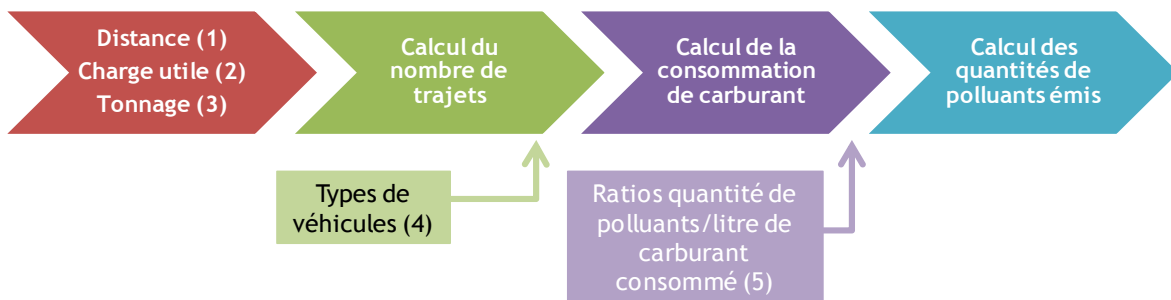 Distance (1)
Charge utile (2)
Tonnage (3)
Calcul du
nombre de
trajets
Calcul de la
consommation
de carburant
Calcul des
quantités de
polluants émis
Types de
véhicules (4)
Ratios quantité de
polluants/litre de
carburant
consommé (5)